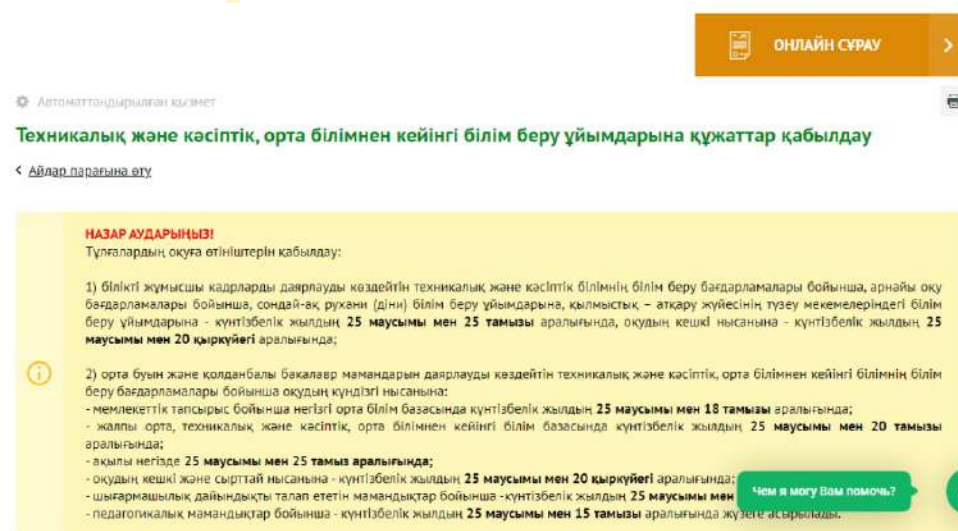 ОНЛАЙН СҰРАУ
Автоматтандырылған қызмет
Техникалық және кәсіптік, орта білімнен кейінгі білім беру ұйымдарына құжаттар қабылдау
Айдар парағына өту
НАЗАР АУДАРЫҢЫЗ!
Тұлғалардың оқуға өтініштерін қабылдау:
1) білікті жұмысшы кадрларды даярлауды көздейтін техникалық және кәсіптік білімнің білім беру бағдарламалары бойынша, арнайы оқу
бағдарламалары бойынша, сондай-ақ рухани (діни) білім беру ұйымдарына, қылмыстық – атқару жүйесінің түзеу мекемелеріндегі білім
беру ұйымдарына - күнтізбелік жылдың 25 маусымы мен 25 тамызы аралығында, оқудың кешкі нысанына - күнтізбелік жылдың 25
маусымы мен 20 қыркүйегі аралығында;
2) орта буын және қолданбалы бакалавр мамандарын даярлауды көздейтін техникалық және кәсіптік, орта білімнен кейінгі білімнің білім
беру бағдарламалары бойынша оқудың күндізгі нысанына:
- мемлекеттік тапсырыс бойынша негізгі орта білім базасында күнтізбелік жылдың 25 маусымы мен 18 тамызы аралығында;
- жалпы орта, техникалық және кәсіптік, орта білімнен кейінгі білім базасында күнтізбелік жылдың 25 маусымы мен 20 тамызы
аралығында;
- ақылы негізде 25 маусымы мен 25 тамыз аралығында;
- оқудың кешкі және сырттай нысанына - күнтізбелік жылдың 25 маусымы мен 20 қыркүйегі аралығында;
- шығармашылық дайындықты талап ететін мамандықтар бойынша -күнтізбелік жылдың 25 маусымы мен
Чем я могу Вам помочь?
- педагогикалық мамандықтар бойынша - күнтізбелік жылдың 25 маусымы мен 15 тамызы аралығында жүзеге асырылады.